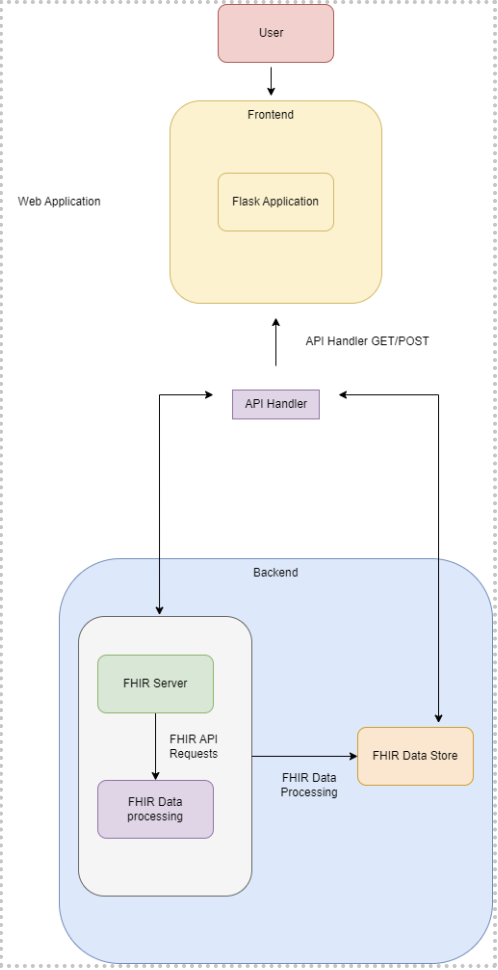 User
Frontend
Web Application
Flask Application
API Handler GET/POST
API Handler
Backend
FHIR Server
FHIR API
Requests
FHIR Data Store
FHIR Data
Processing
FHIR Data
processing